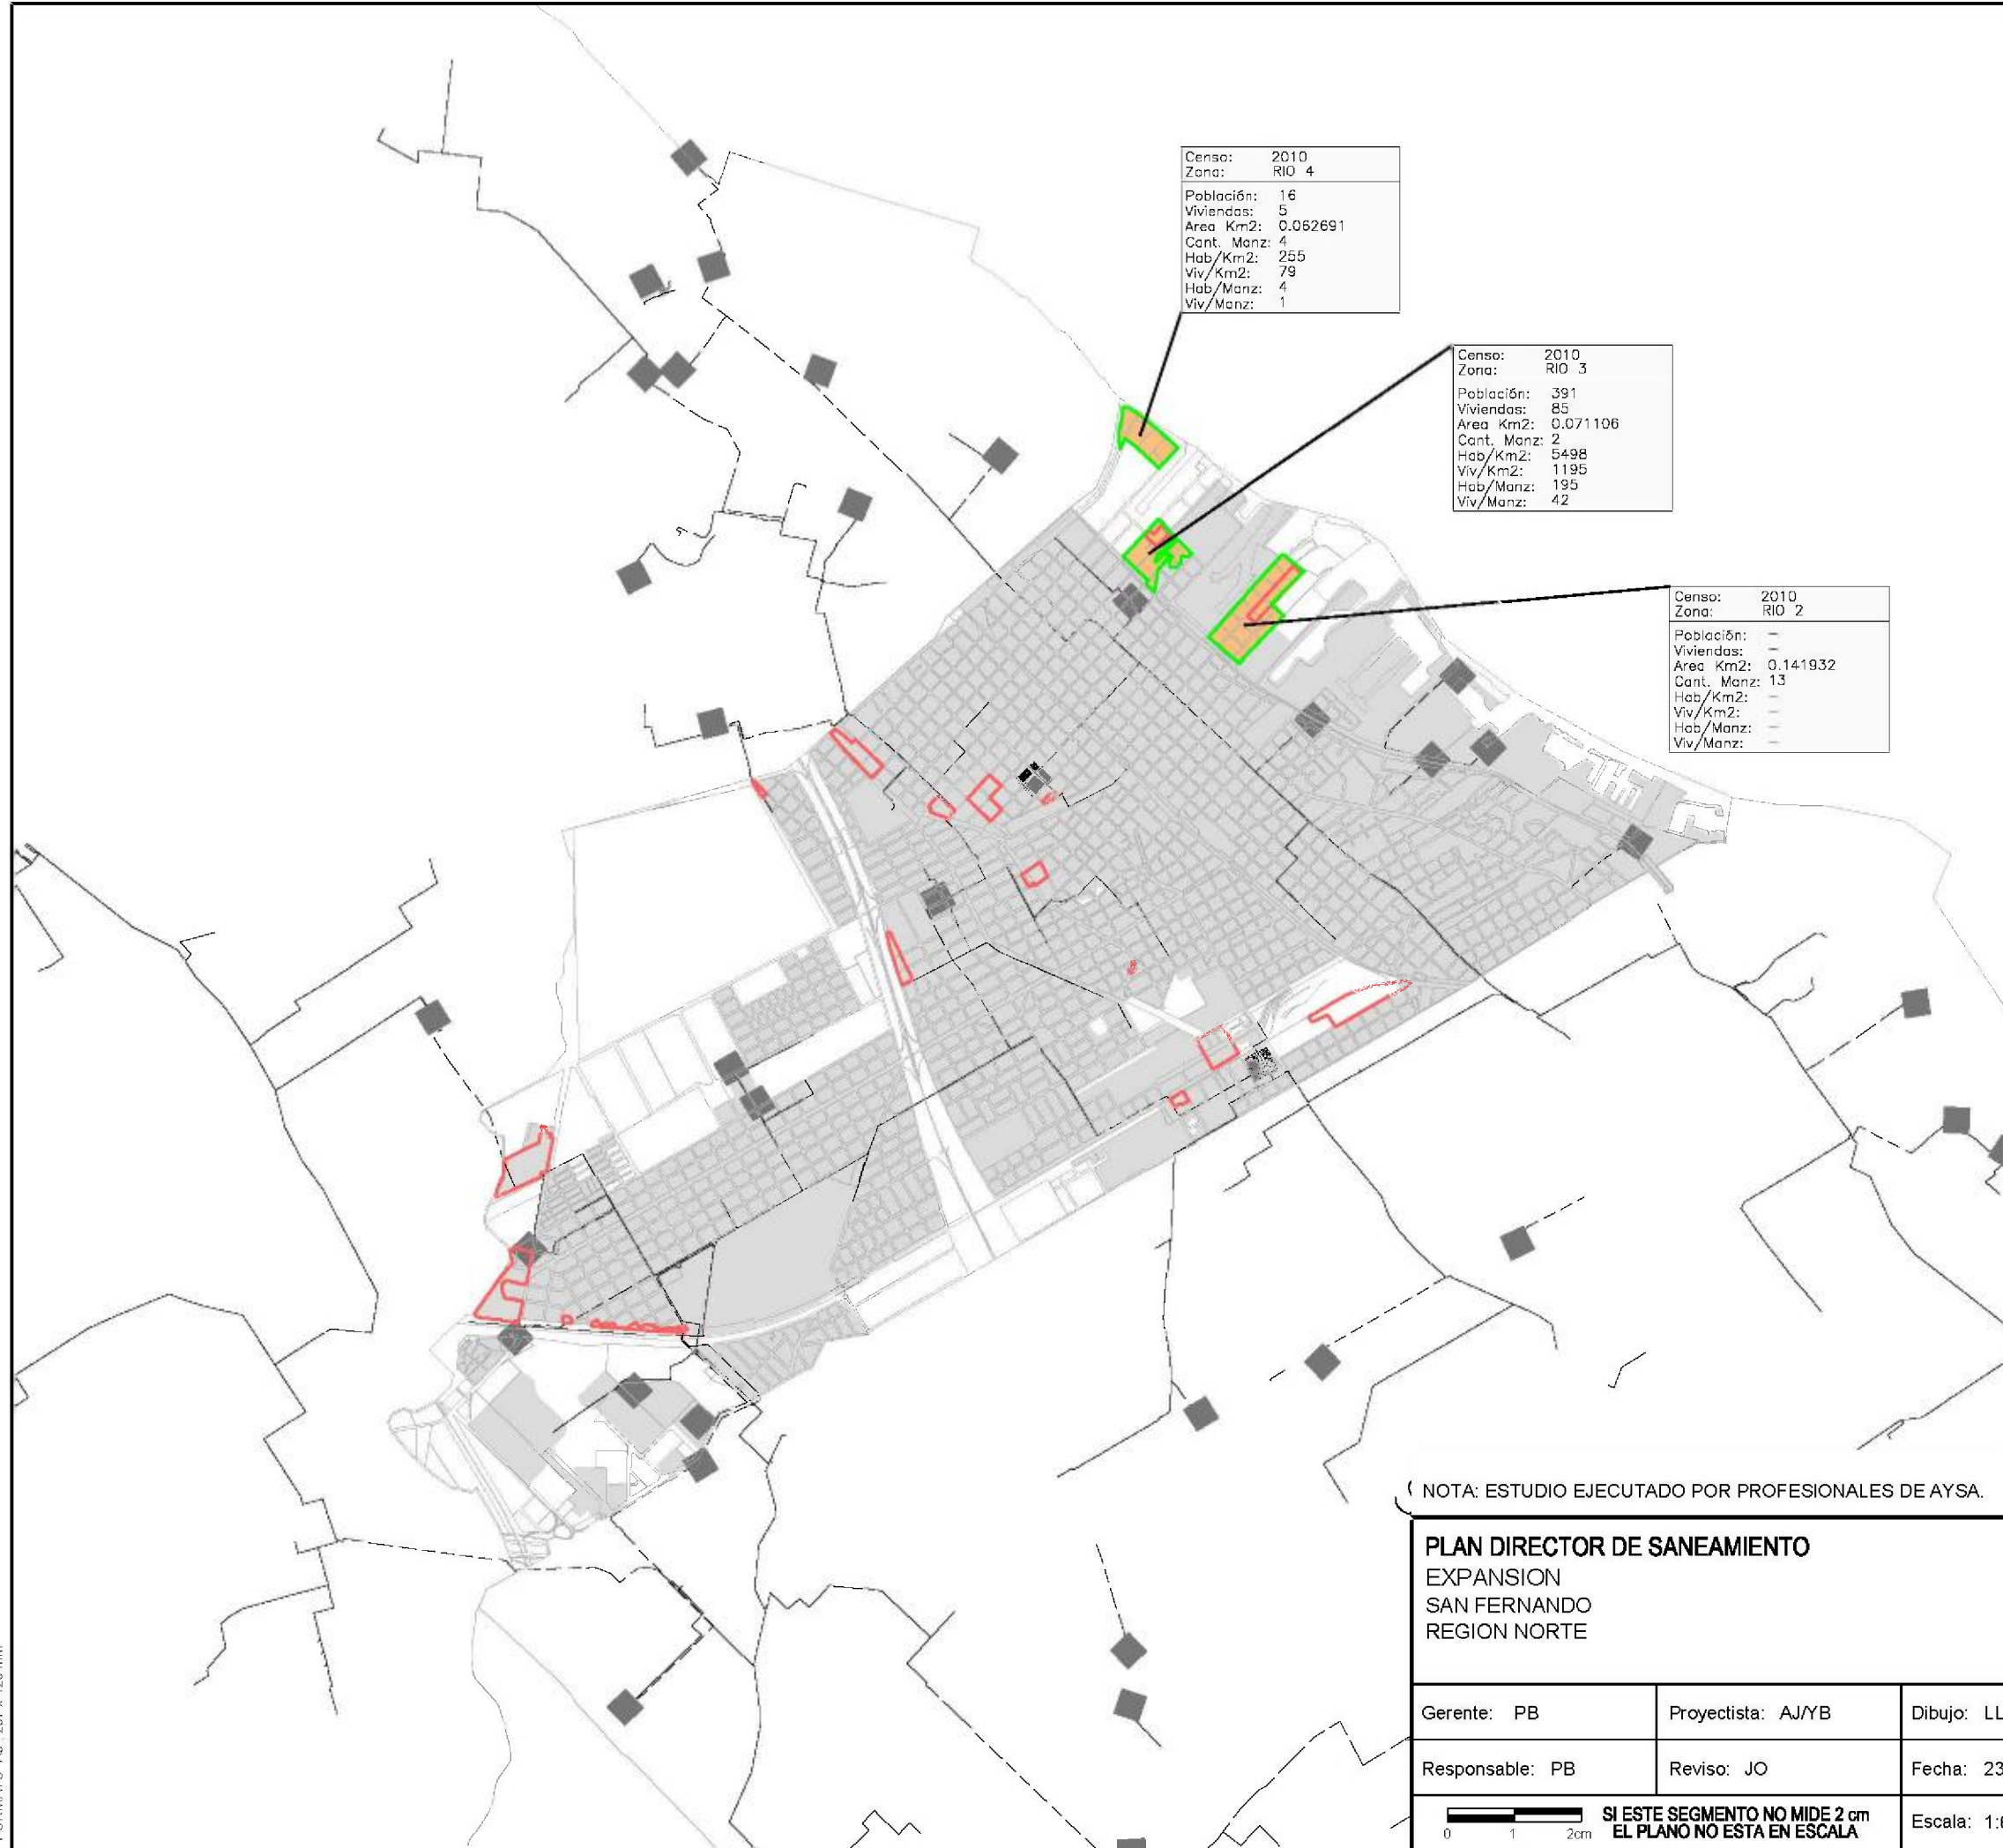 Censo: 2010
Zona: RIO 4
Población: 16
Viviendas: 5
Area Km2: 0.062691
Cant. Manz: 4
Hab/Km2: 255
Viv/Km2: 79
Hab/Manz: 4
Viv/Manz: 1
Censo: 2010
Zona: RIO 3
Población: 391
Viviendas: 85
Area Km2: 0.071106
Cant. Manz: 2
Hab/Km2: 5498
Viv/Km2: 1195
Hab/Manz: 195
Viv/Manz: 42
Censo: 2010
Zona: RIO 2
Población: –
Viviendas: –
Area Km2: 0.141932
Cant. Manz: 13
Hab/Km2: –
Viv/Km2: –
Hab/Manz: –
Viv/Manz: –
NOTA: ESTUDIO EJECUTADO POR PROFESIONALES DE AYSA.
PLAN DIRECTOR DE SANEAMIENTO
EXPANSION
SAN FERNANDO
REGION NORTE
Gerente: PB
Proyectista: AJ/YB
Dibujo: LL
Responsable: PB
Reviso: JO
Fecha: 23
SI ESTE SEGMENTO NO MIDE 2 cm
EL PLANO NO ESTA EN ESCALA
0 1 2cm
Escala: 1: